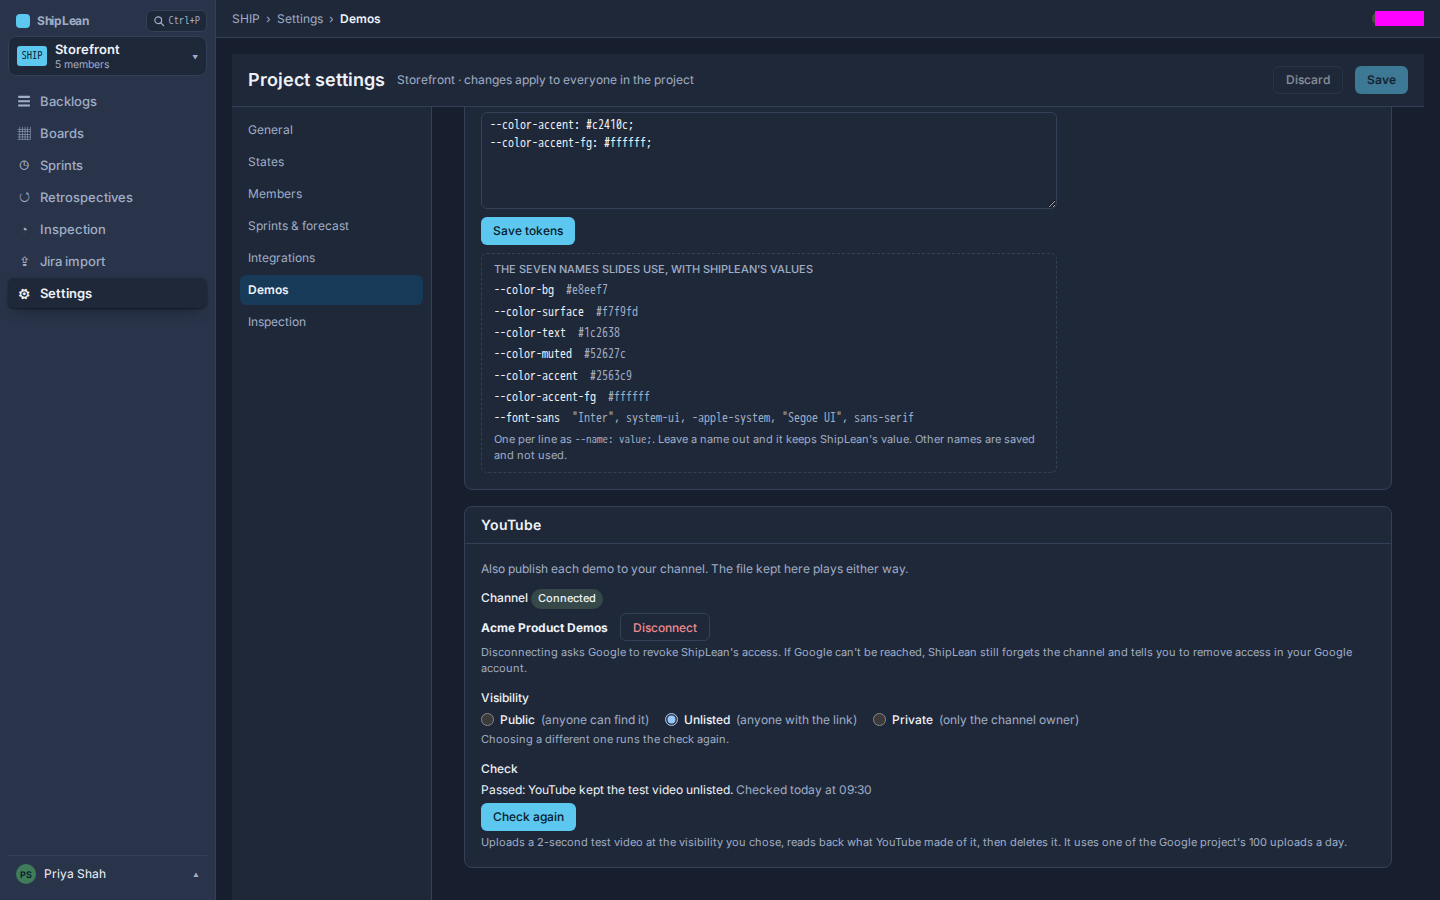 ShipLean
Ctrl+P
SHIP
Storefront
5 members
Backlogs
Boards
Sprints
Retrospectives
Inspection
Jira import
Settings
PS
Priya Shah
SHIP › Settings › Demos
Project settings
Storefront · changes apply to everyone in the project
Discard
Save
General
States
Members
Sprints & forecast
Integrations
Demos
Inspection
--color-accent: #c2410c;
--color-accent-fg: #ffffff;
Save tokens
THE SEVEN NAMES SLIDES USE, WITH SHIPLEAN'S VALUES
--color-bg #e8eef7
--color-surface #f7f9fd
--color-text #1c2638
--color-muted #52627c
--color-accent #2563c9
--color-accent-fg #ffffff
--font-sans "Inter", system-ui, -apple-system, "Segoe UI", sans-serif
One per line as --name: value;. Leave a name out and it keeps ShipLean's value. Other names are saved
and not used.
YouTube
Also publish each demo to your channel. The file kept here plays either way.
Channel Connected
Acme Product Demos
Disconnect
Disconnecting asks Google to revoke ShipLean's access. If Google can't be reached, ShipLean still forgets the channel and tells you to remove access in your Google
account.
Visibility
Public (anyone can find it) Unlisted (anyone with the link) Private (only the channel owner)
Choosing a different one runs the check again.
Check
Passed: YouTube kept the test video unlisted. Checked today at 09:30
Check again
Uploads a 2-second test video at the visibility you chose, reads back what YouTube made of it, then deletes it. It uses one of the Google project's 100 uploads a day.